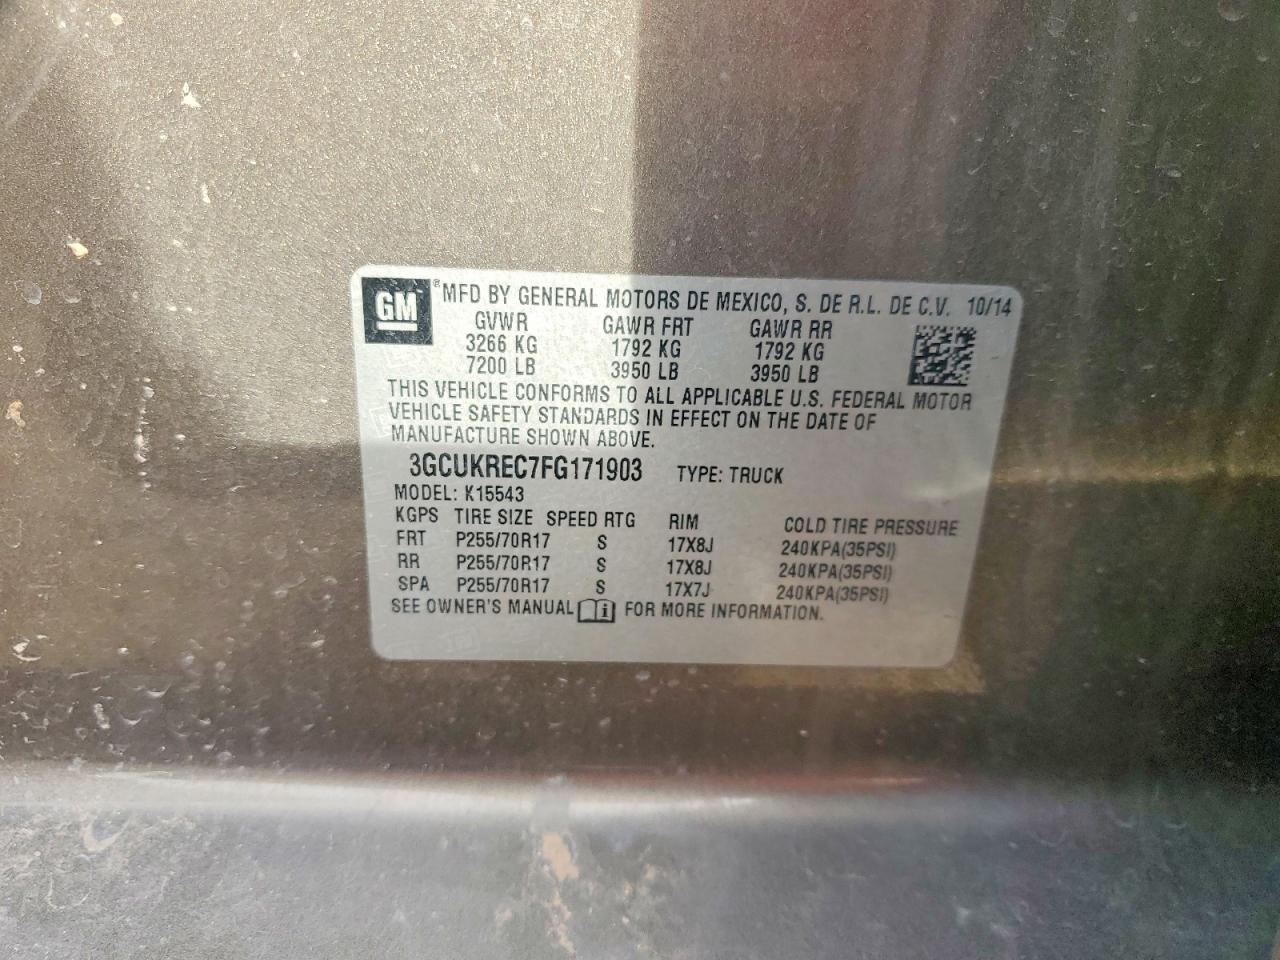 GM® MFD BY GENERAL MOTORS DE MEXICO, S. DE R.L. DE C.V. 10/14
GVWR GAWR FRT GAWR RR
3266 KG 1792 KG 1792 KG
7200 LB 3950 LB 3950 LB
THIS VEHICLE CONFORMS TO ALL APPLICABLE U.S. FEDERAL MOTOR
VEHICLE SAFETY STANDARDS IN EFFECT ON THE DATE OF
MANUFACTURE SHOWN ABOVE.
3GCUKREC7FG171903 TYPE: TRUCK
MODEL: K15543
KGPS TIRE SIZE SPEED RTG RIM COLD TIRE PRESSURE
FRT P255/70R17 S 17X8J 240KPA(35PSI)
RR P255/70R17 S 17X8J 240KPA(35PSI)
SPA P255/70R17 S 17X7J 240KPA(35PSI)
SEE OWNER'S MANUAL FOR MORE INFORMATION.